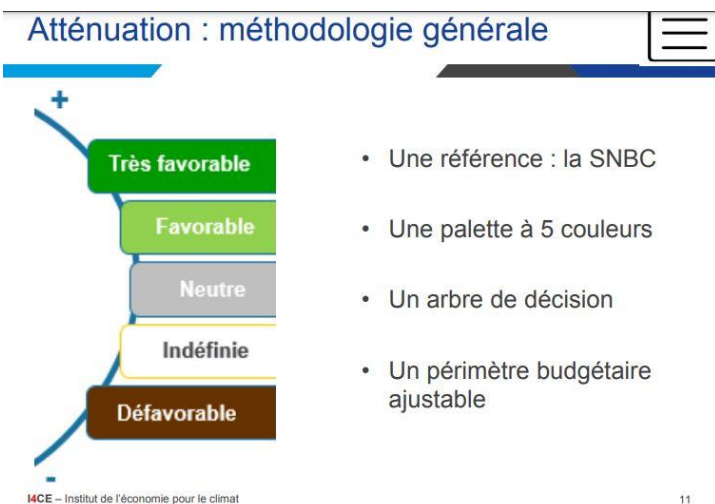 Atténuation : méthodologie générale
+
Très favorable
Favorable
Neutre
Indéfinie
Défavorable
-
• Une référence : la SNBC
• Une palette à 5 couleurs
• Un arbre de décision
• Un périmètre budgétaire
ajustable
I4CE – Institut de l'économie pour le climat
11